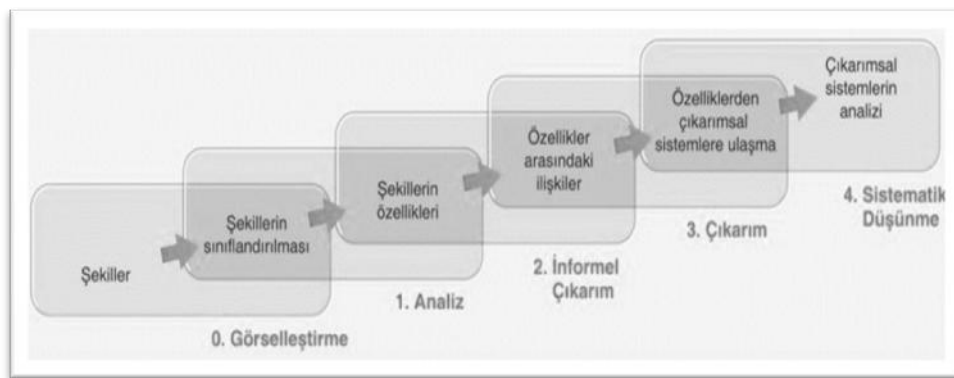 Şekiller
0. Görselleştirme
Şekillerin
sınıflandırılması
1. Analiz
Şekillerin
özellikleri
2. İnformel
Çıkarım
Özellikler
arasındaki
ilişkiler
3. Çıkarım
Özelliklerden
çıkarımsal
sistemlere ulaşma
4. Sistematik
Düşünme
Çıkarımsal
sistemlerin
analizi